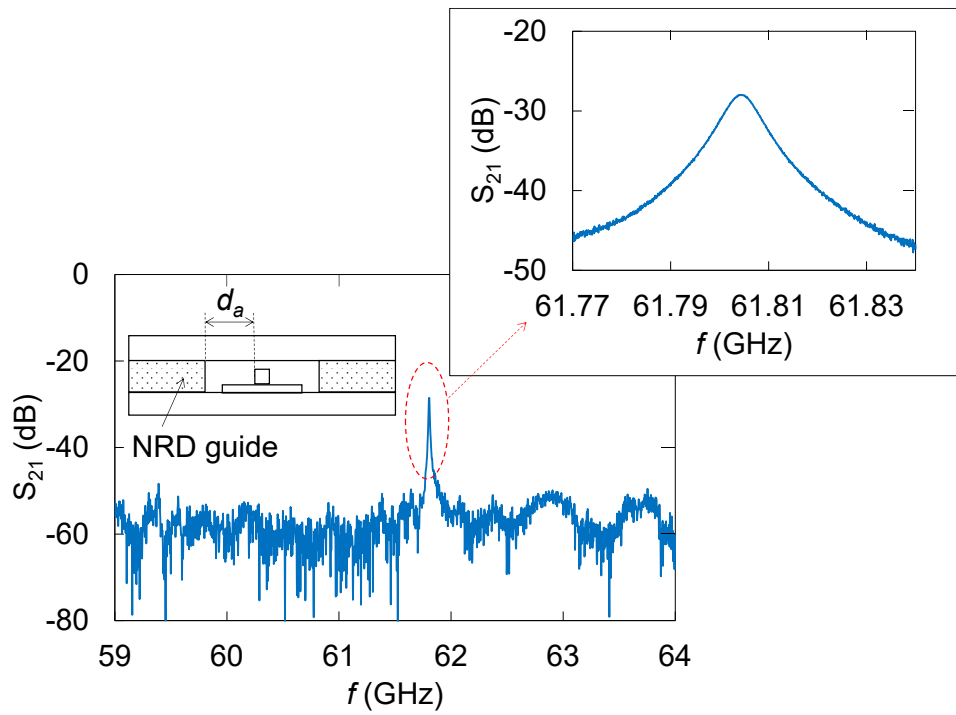 -20
-30
-40
-50
S21 (dB)
61.77 61.79 61.81 61.83
f (GHz)
0
-20
-40
-60
-80
S21 (dB)
da
NRD guide
59 60 61 62 63 64
f (GHz)